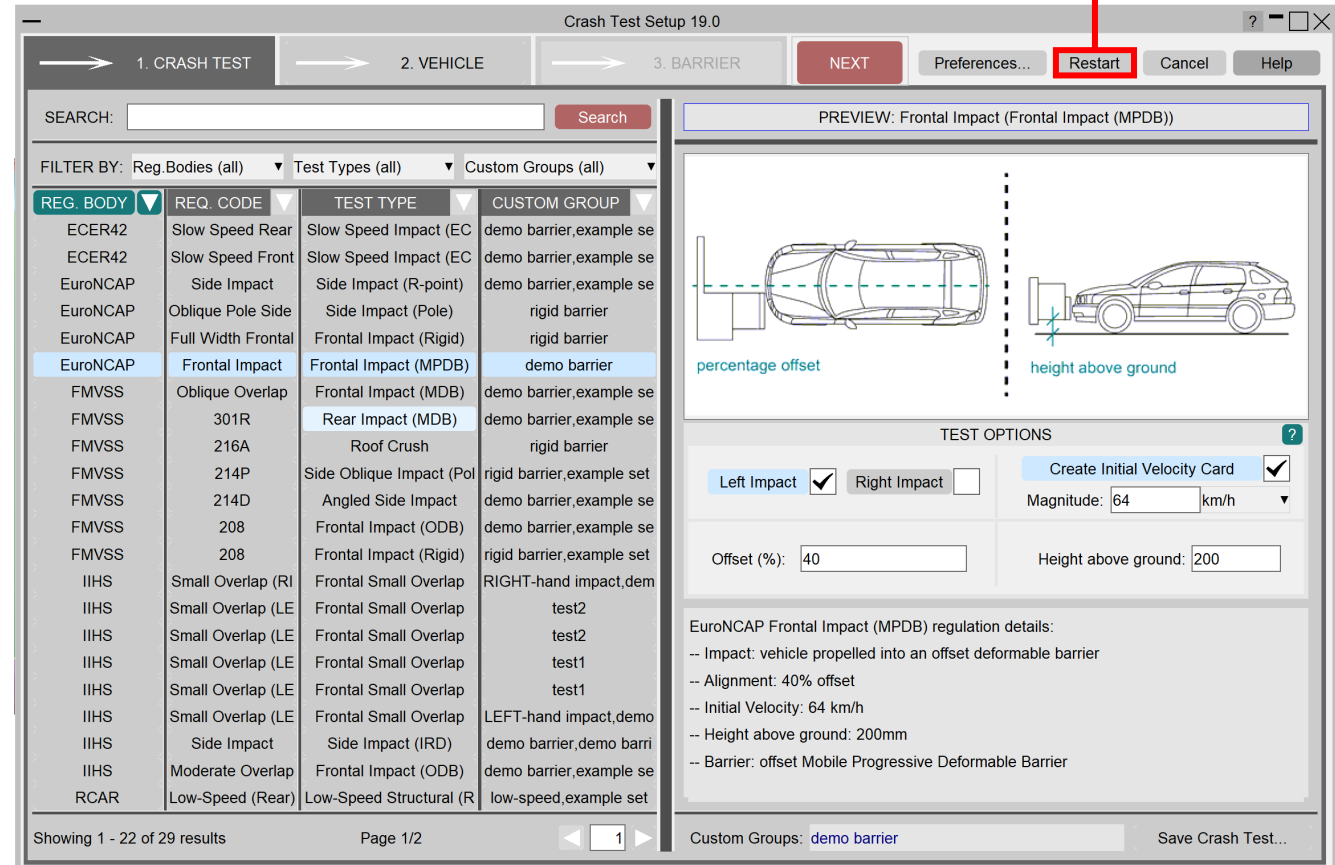 Crash Test Setup 19.0
?
1. CRASH TEST
2. VEHICLE
3. BARRIER
NEXT
Preferences...
Restart
Cancel
Help
SEARCH:
Search
FILTER BY: Reg.Bodies (all) Test Types (all) Custom Groups (all)
REG. BODY REQ. CODE TEST TYPE CUSTOM GROUP
ECER42 Slow Speed Rear Slow Speed Impact (EC demo barrier,example se
ECER42 Slow Speed Front Slow Speed Impact (EC demo barrier,example se
EuroNCAP Side Impact Side Impact (R-point) demo barrier,example se
EuroNCAP Oblique Pole Side Side Impact (Pole) rigid barrier
EuroNCAP Full Width Frontal Frontal Impact (Rigid) rigid barrier
EuroNCAP Frontal Impact Frontal Impact (MPDB) demo barrier
FMVSS Oblique Overlap Frontal Impact (MDB) demo barrier,example se
FMVSS 301R Rear Impact (MDB) demo barrier,example se
FMVSS 216A Roof Crush rigid barrier
FMVSS 214P Side Oblique Impact (Pol rigid barrier,example set
FMVSS 214D Angled Side Impact demo barrier,example se
FMVSS 208 Frontal Impact (ODB) demo barrier,example se
FMVSS 208 Frontal Impact (Rigid) rigid barrier,example set
IIHS Small Overlap (RI Frontal Small Overlap RIGHT-hand impact,dem
IIHS Small Overlap (LE Frontal Small Overlap test2
IIHS Small Overlap (LE Frontal Small Overlap test2
IIHS Small Overlap (LE Frontal Small Overlap test1
IIHS Small Overlap (LE Frontal Small Overlap test1
IIHS Small Overlap (LE Frontal Small Overlap LEFT-hand impact,demo
IIHS Side Impact Side Impact (IRD) demo barrier,demo barri
IIHS Moderate Overlap Frontal Impact (ODB) demo barrier,example se
RCAR Low-Speed (Rear) Low-Speed Structural (R low-speed,example set
Showing 1 - 22 of 29 results Page 1/2 1
PREVIEW: Frontal Impact (Frontal Impact (MPDB))
percentage offset
height above ground
TEST OPTIONS ?
Left Impact Right Impact
Create Initial Velocity Card
Magnitude: 64 km/h
Offset (%): 40
Height above ground: 200
EuroNCAP Frontal Impact (MPDB) regulation details:
-- Impact: vehicle propelled into an offset deformable barrier
-- Alignment: 40% offset
-- Initial Velocity: 64 km/h
-- Height above ground: 200mm
-- Barrier: offset Mobile Progressive Deformable Barrier
Custom Groups: demo barrier
Save Crash Test...